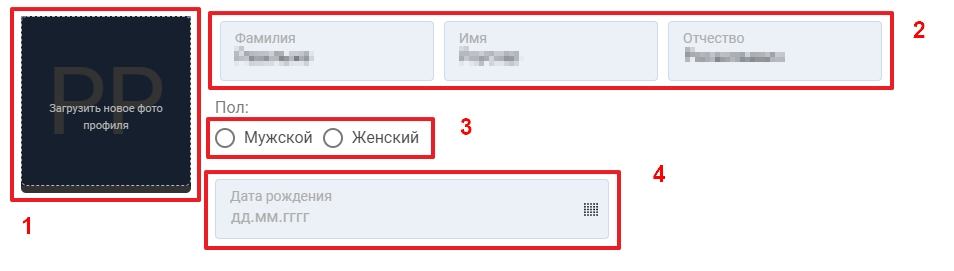 PP
Загрузить новое фото
профиля
1
Фамилия
Имя
Отчество
2
Пол:
Мужской
Женский
3
Дата рождения
дд.мм.гггг
4